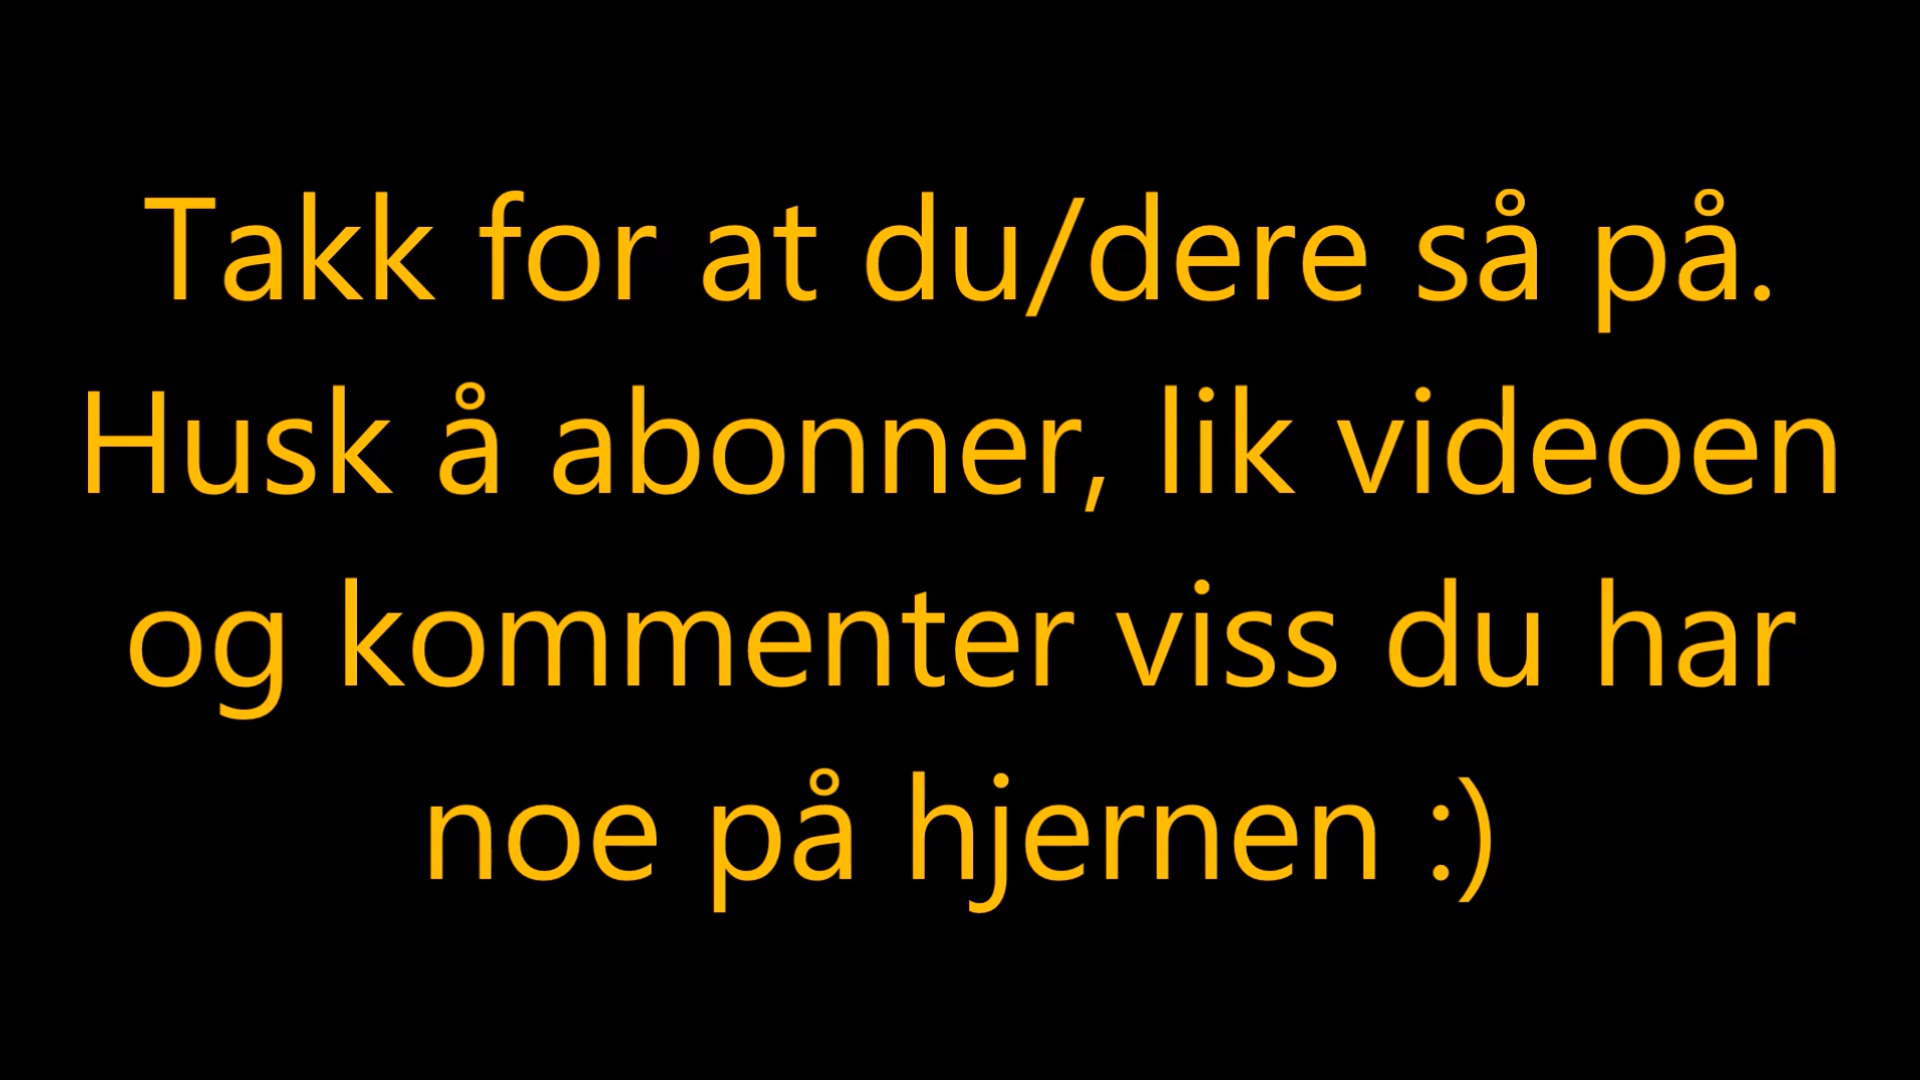 Takk for at du/dere så på.
Husk å abonner, lik videoen
og kommenter viss du har
noe på hjernen :)